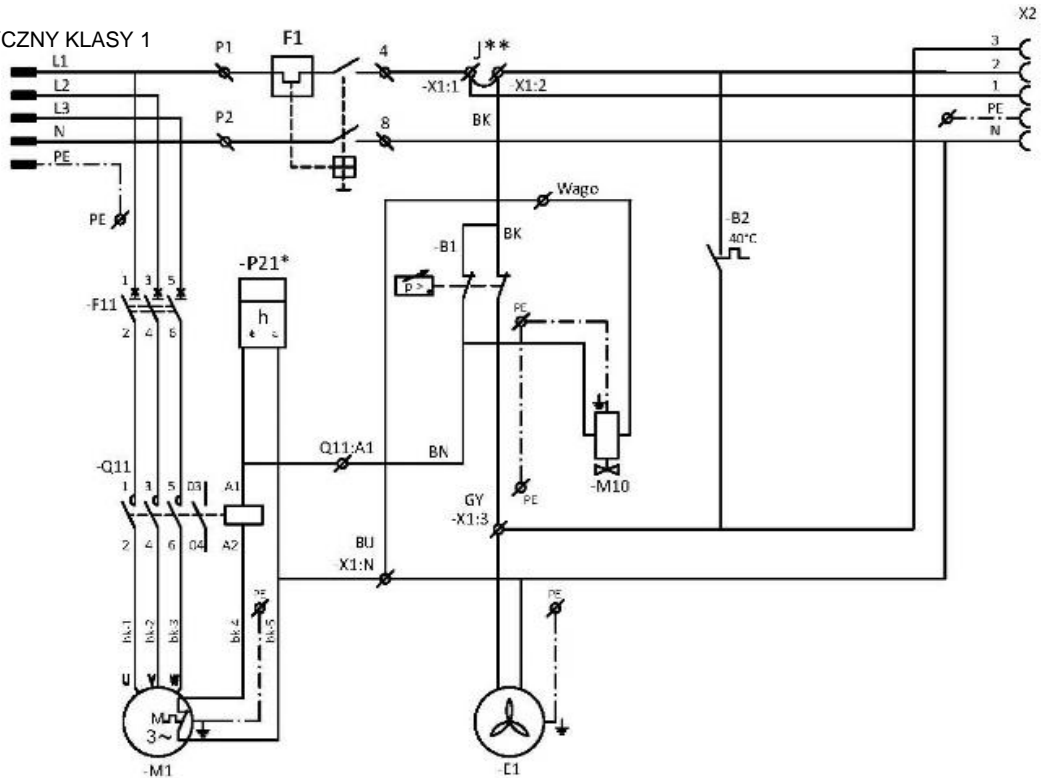 X2
CZNY KLASY 1
P1 F1 4 J** 3
L1 2
L2 -X1:1 -X1:2 1
L3 P2 8 BK PE
N N
PE
Wago
PE -B1 BK -B2
40°C
-P21*
1 3 5 p > PE
-F11 h
2 4 6
Q11:A1 BN
-Q11 -M10
1 3 5 03 A1 GY PE
-X1:3
2 4 6 04 A2 BU
X1:N
PE PE
bk-1 bk-2 bk-3 bk-4 bk-5
U V W
M
3~
-M1 -E1